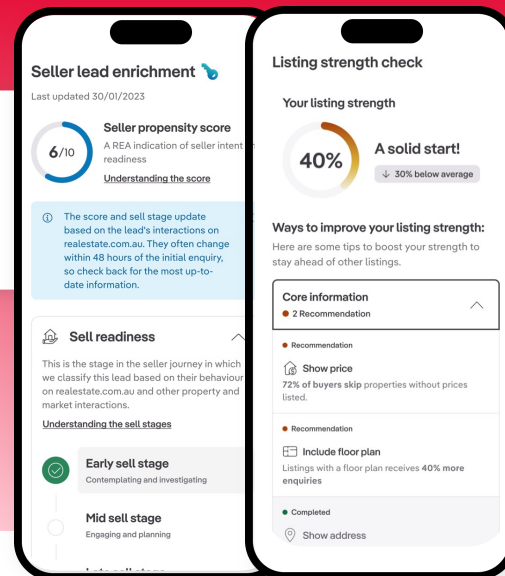 Seller lead enrichment
Last updated 30/01/2023
6/10
Seller propensity score
A REA indication of seller intent
readiness
Understanding the score
The score and sell stage update
based on the lead's interactions on
realestate.com.au. They often change
within 48 hours of the initial enquiry,
so check back for the most up-to-
date information.
Sell readiness
This is the stage in the seller journey in which
we classify this lead based on their behaviour
on realestate.com.au and other property and
market interactions.
Understanding the sell stages
Early sell stage
Contemplating and investigating
Mid sell stage
Engaging and planning
Listing strength check
Your listing strength
40%
A solid start!
↓ 30% below average
Ways to improve your listing strength:
Here are some tips to boost your strength to
stay ahead of other listings.
Core information
2 Recommendation
Recommendation
Show price
72% of buyers skip properties without prices
listed.
Recommendation
Include floor plan
Listings with a floor plan receives 40% more
enquiries
Completed
Show address